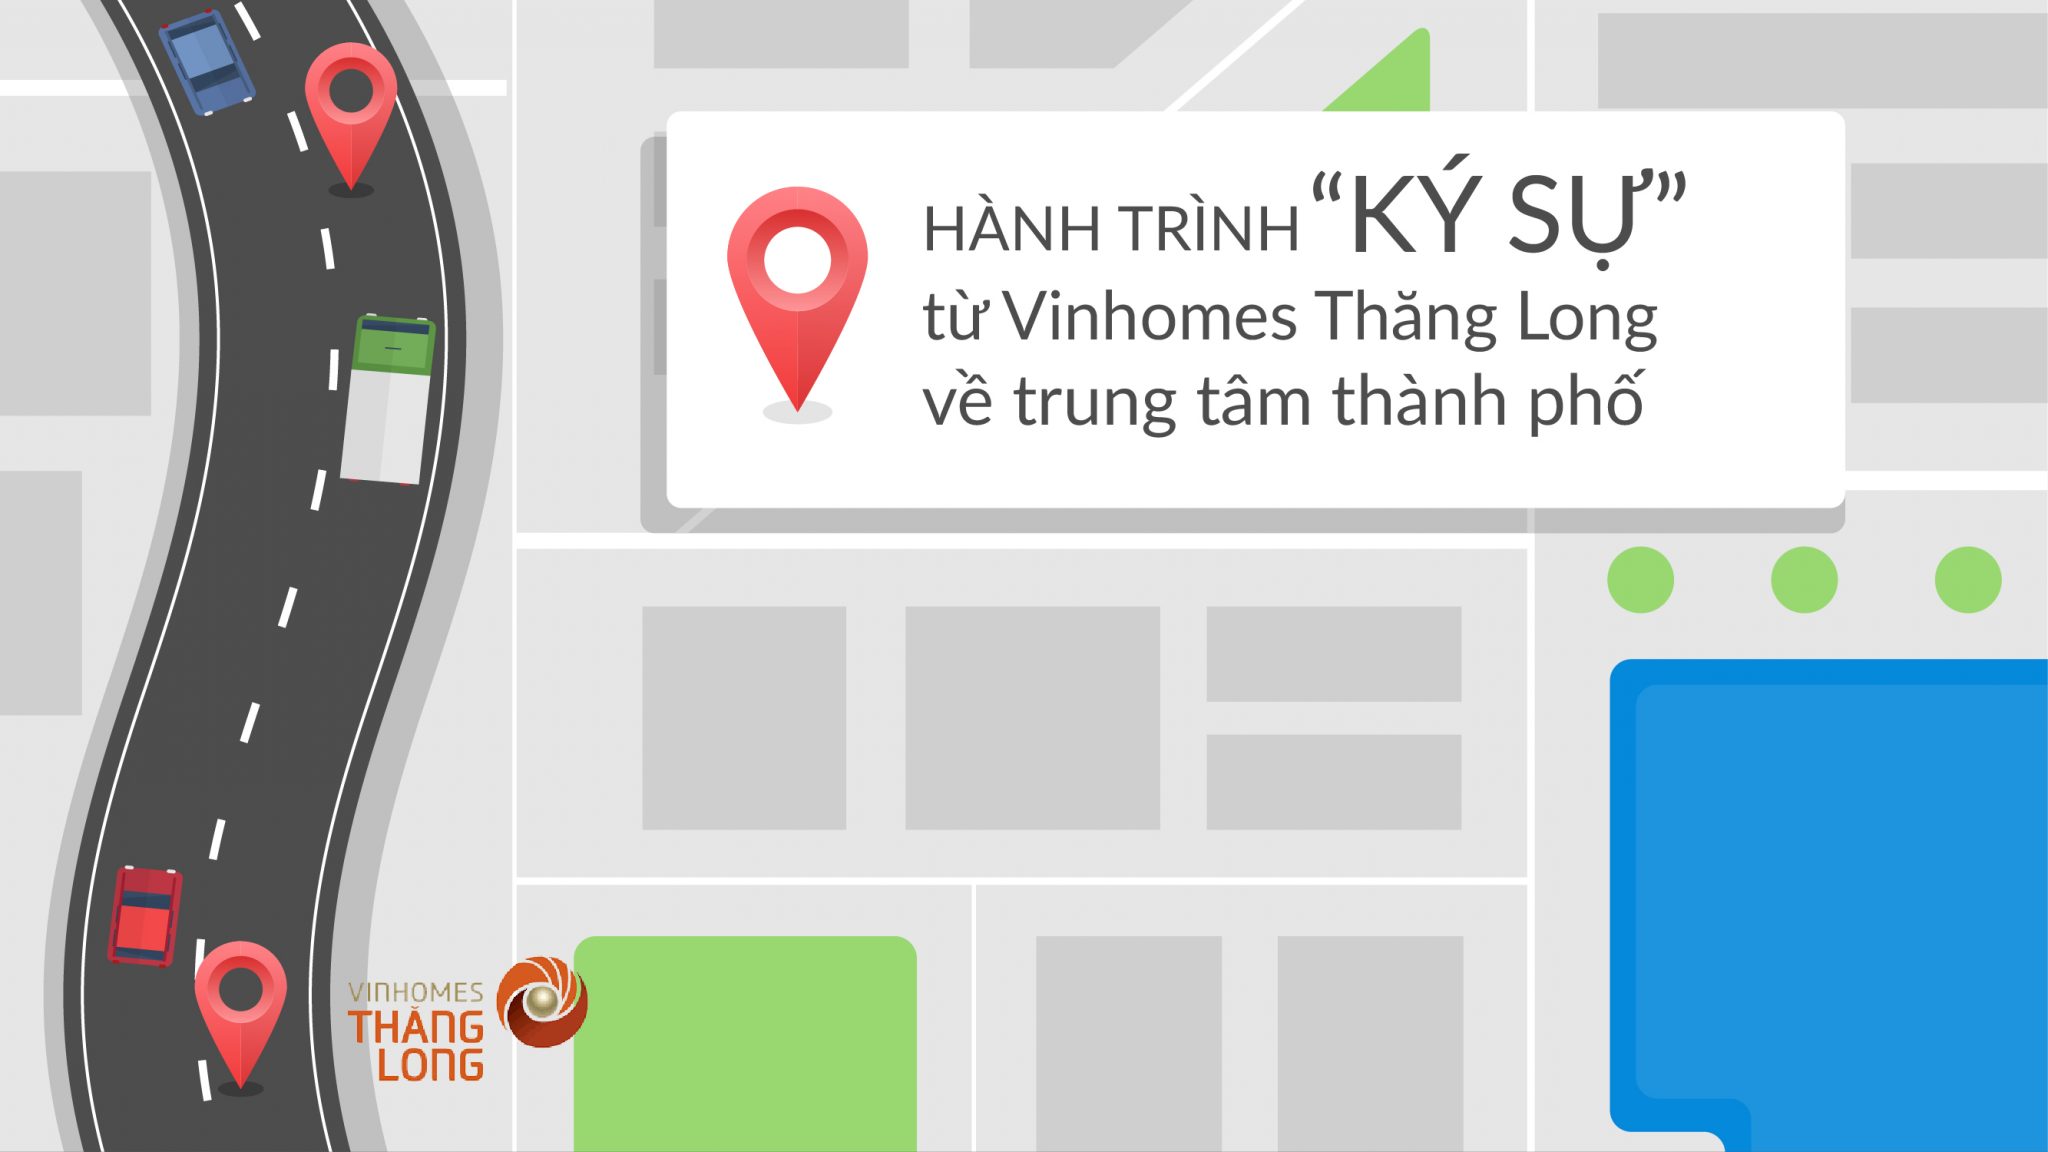 HÀNH TRÌNH “KÝ SỰ”
từ Vinhomes Thăng Long
về trung tâm thành phố
VINHOMES
THĂNG
LONG